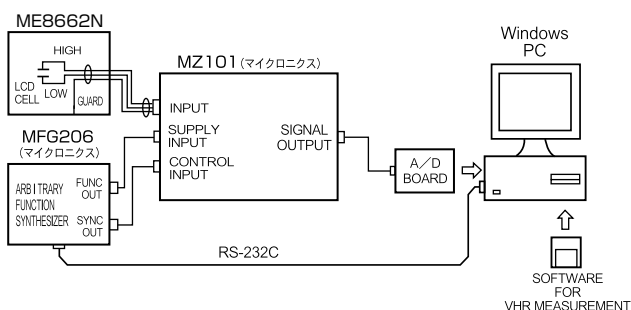 ME8662N
HIGH
LCD
CELL
LOW
GUARD
MZ101(マイクロニクス)
INPUT
SUPPLY
INPUT
CONTROL
INPUT
SIGNAL
OUTPUT
MFG206
(マイクロニクス)
ARBITRARY
FUNCTION
SYNTHESIZER
FUNC
OUT
SYNC
OUT
A/D
BOARD
Windows
PC
RS-232C
SOFTWARE
FOR
VHR MEASUREMENT